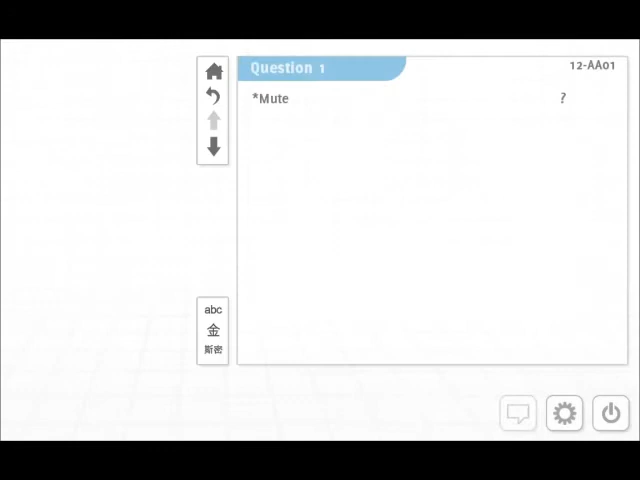 Question 1
12-AA01
*Mute ?
abc
金
斯密